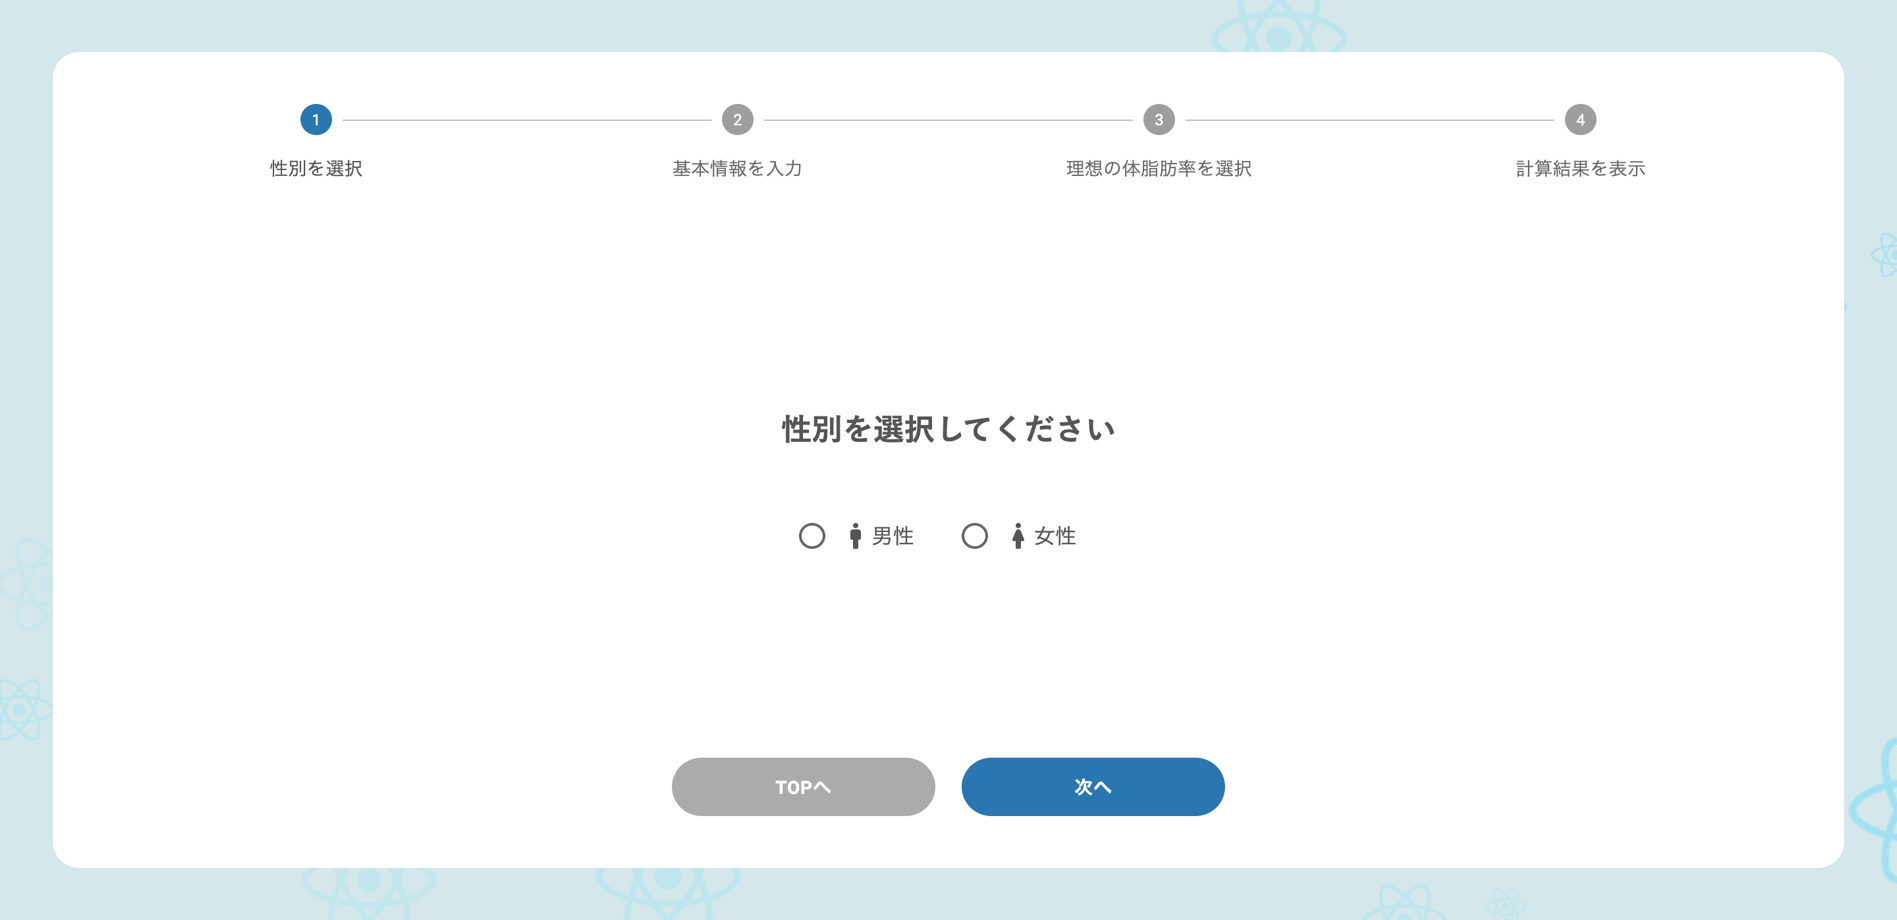 1
2
3
4
性別を選択
基本情報を入力
理想の体脂肪率を選択
計算結果を表示
性別を選択してください
男性
女性
TOPへ
次へ